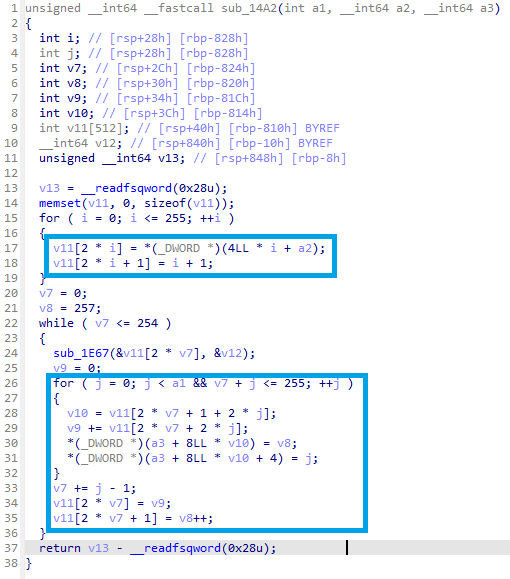 1 unsigned __int64 __fastcall sub_14A2(int a1, __int64 a2, __int64 a3)
2 {
3 int i; // [rsp+28h] [rbp-828h]
4 int j; // [rsp+28h] [rbp-828h]
5 int v7; // [rsp+2Ch] [rbp-824h]
6 int v8; // [rsp+30h] [rbp-820h]
7 int v9; // [rsp+34h] [rbp-81Ch]
8 int v10; // [rsp+3Ch] [rbp-814h]
9 int v11[512]; // [rsp+40h] [rbp-810h] BYREF
10 __int64 v12; // [rsp+840h] [rbp-10h] BYREF
11 unsigned __int64 v13; // [rsp+848h] [rbp-8h]
12
13 v13 = __readfsqword(0x28u);
14 memset(v11, 0, sizeof(v11));
15 for ( i = 0; i <= 255; ++i )
16 {
17 v11[2 * i] = *(_DWORD *)(4LL * i + a2);
18 v11[2 * i + 1] = i + 1;
19 }
20 v7 = 0;
21 v8 = 257;
22 while ( v7 <= 254 )
23 {
24 sub_1E67(&v11[2 * v7], &v12);
25 v9 = 0;
26 for ( j = 0; j < a1 && v7 + j <= 255; ++j )
27 {
28 v10 = v11[2 * v7 + 1 + 2 * j];
29 v9 += v11[2 * v7 + 2 * j];
30 *(_DWORD *)(a3 + 8LL * v10) = v8;
31 *(_DWORD *)(a3 + 8LL * v10 + 4) = j;
32 }
33 v7 += j - 1;
34 v11[2 * v7] = v9;
35 v11[2 * v7 + 1] = v8++;
36 }
37 return v13 - __readfsqword(0x28u);
38 }